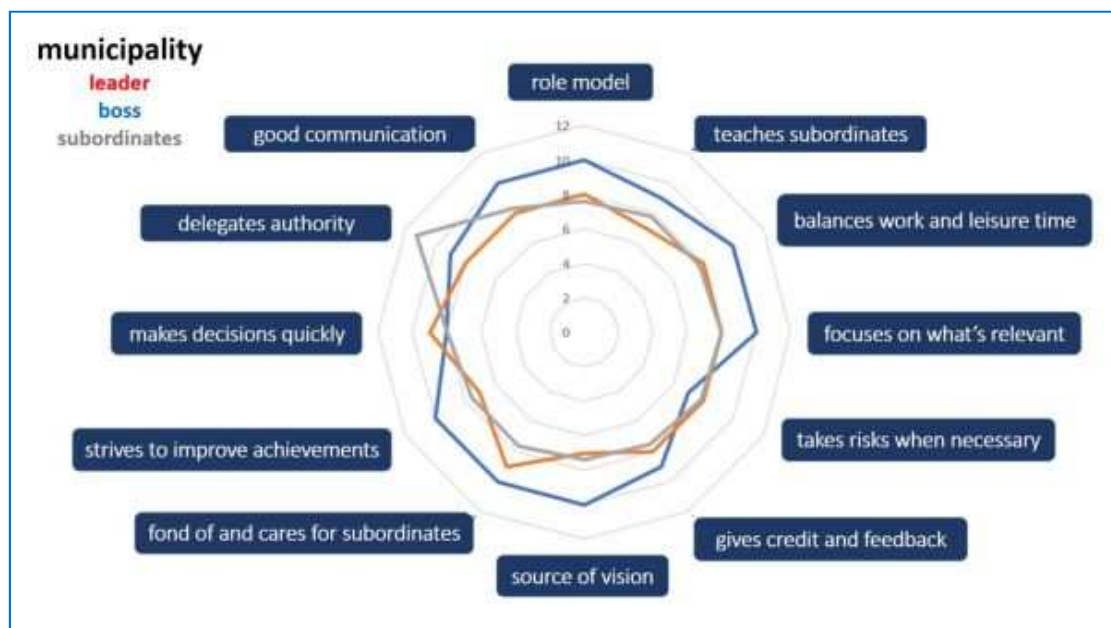 municipality
leader
boss
subordinates
role model
good communication
teaches subordinates
delegates authority
balances work and leisure time
makes decisions quickly
focuses on what's relevant
strives to improve achievements
takes risks when necessary
fond of and cares for subordinates
gives credit and feedback
source of vision
12
10
8
6
4
2
0